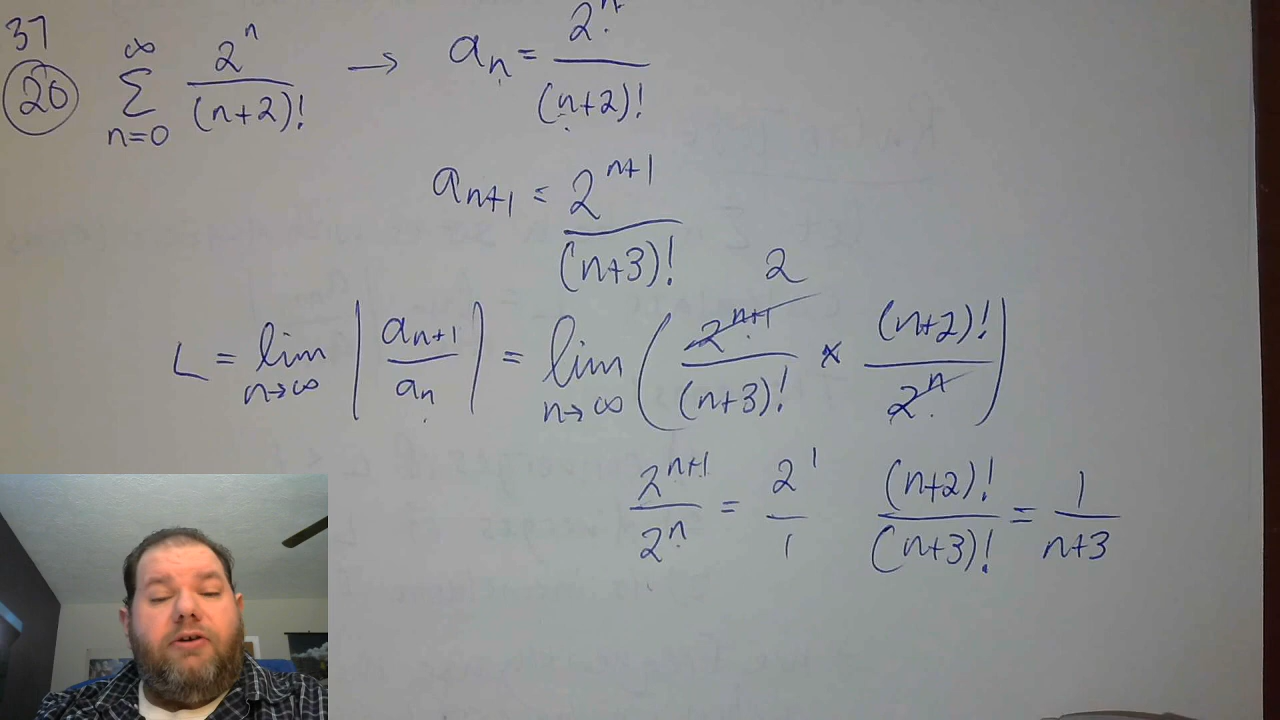 37
20 ∑_{n=0}^{∞} 2^n / (n+2)! → a_n = 2^n / (n+2)!
a_{n+1} = 2^{n+1} / (n+3)!
2
L = lim_{n→∞} | a_{n+1} / a_n | = lim_{n→∞} ( 2^{n+1} / (n+3)! × (n+2)! / 2^n )
2^{n+1} / 2^n = 2^1 / 1 (n+2)! / (n+3)! = 1 / n+3